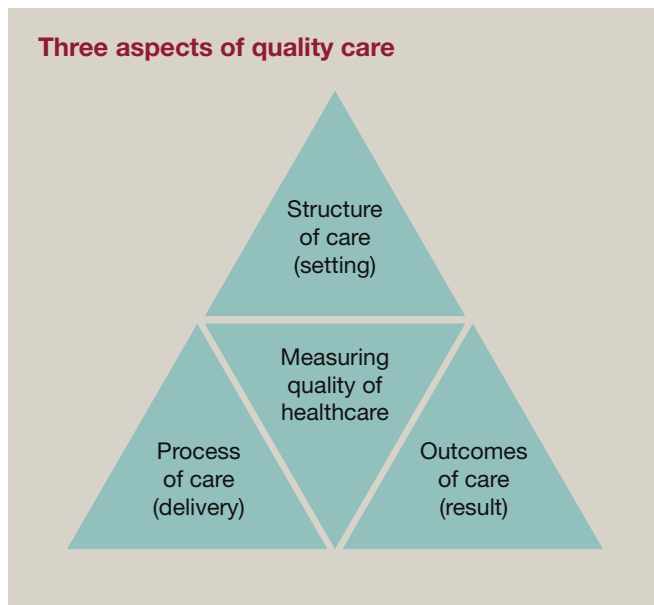 Three aspects of quality care
Structure
of care
(setting)
Measuring
quality of
healthcare
Process
of care
(delivery)
Outcomes
of care
(result)